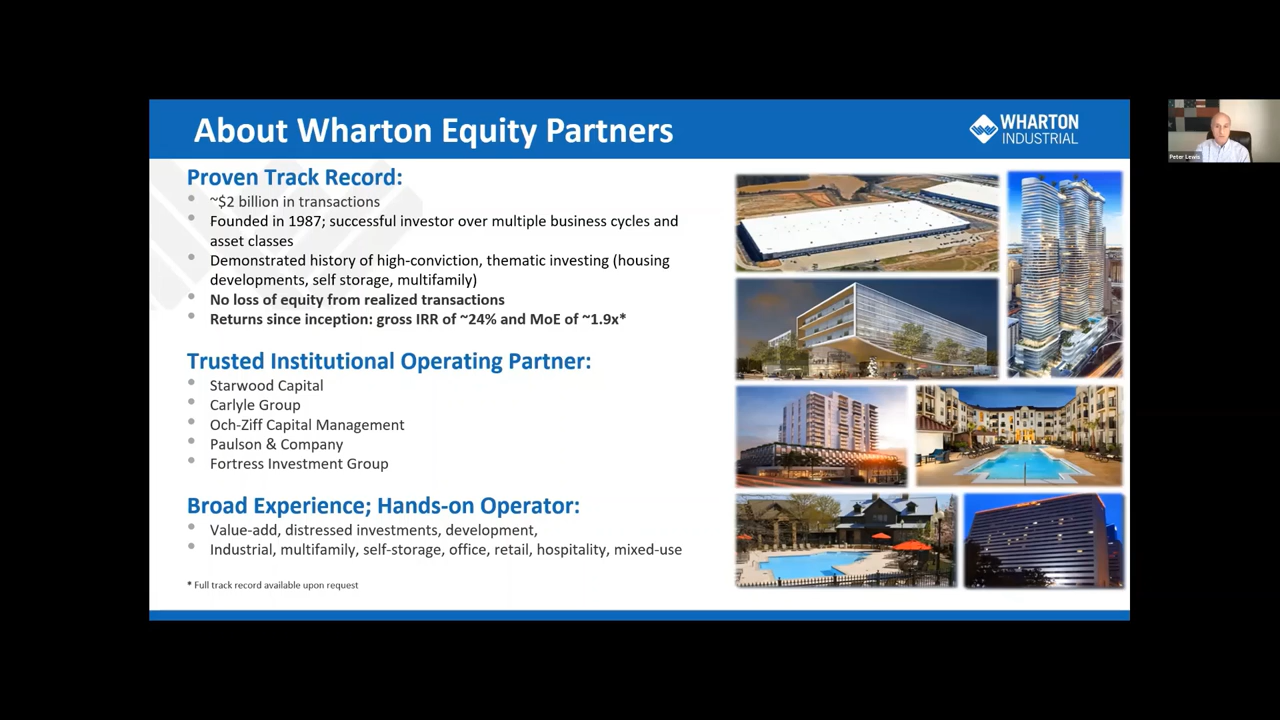 About Wharton Equity Partners
WHARTON
INDUSTRIAL
Peter Lewis
Proven Track Record:
~$2 billion in transactions
Founded in 1987; successful investor over multiple business cycles and
asset classes
Demonstrated history of high-conviction, thematic investing (housing
developments, self storage, multifamily)
No loss of equity from realized transactions
Returns since inception: gross IRR of ~24% and MoE of ~1.9x*
Trusted Institutional Operating Partner:
Starwood Capital
Carlyle Group
Och-Ziff Capital Management
Paulson & Company
Fortress Investment Group
Broad Experience; Hands-on Operator:
Value-add, distressed investments, development,
Industrial, multifamily, self-storage, office, retail, hospitality, mixed-use
* Full track record available upon request